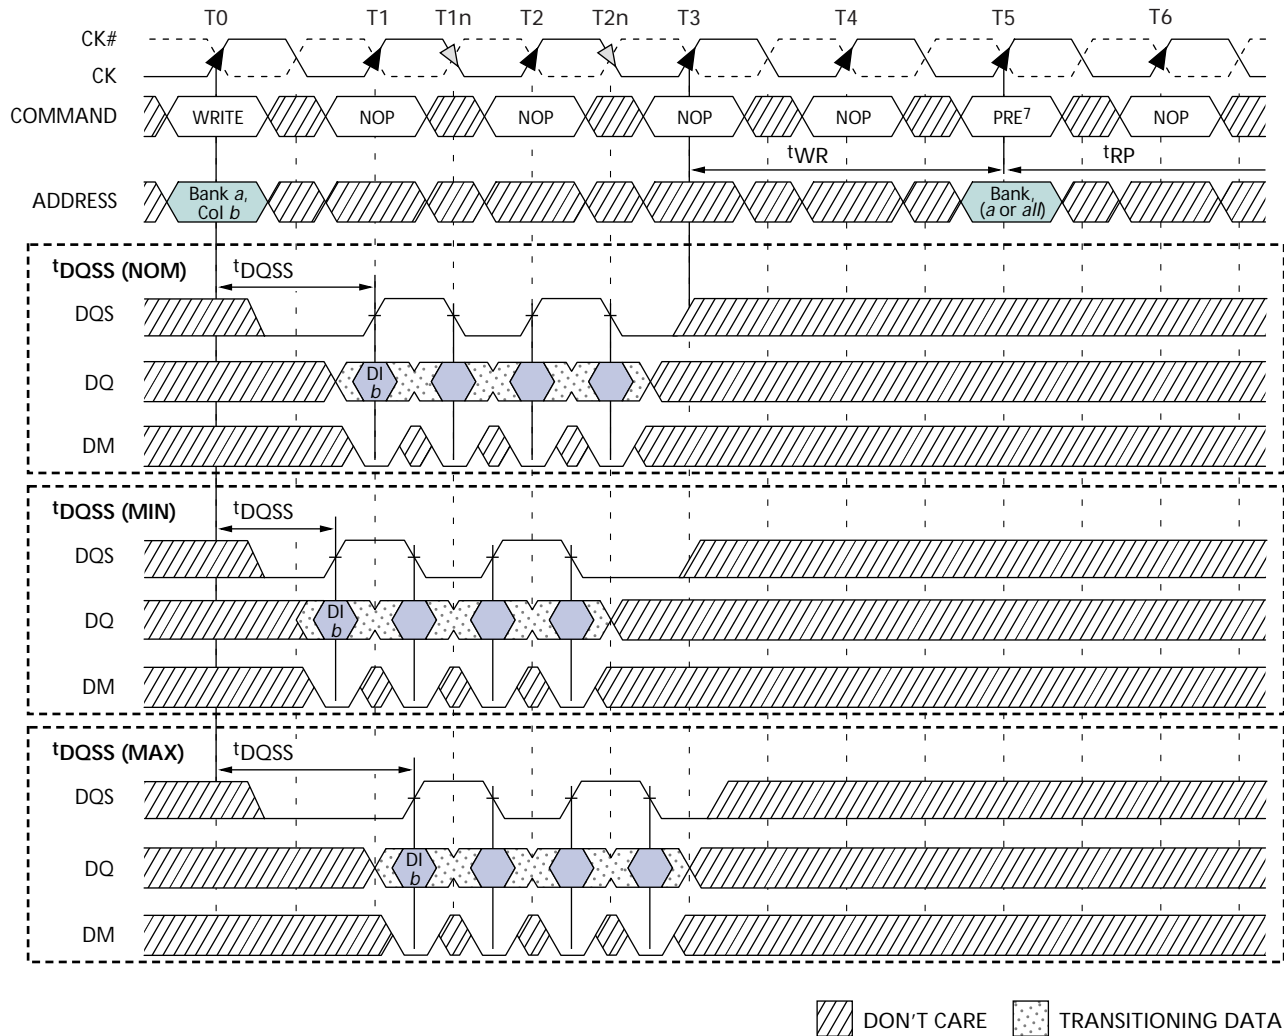 T0 T1 T1n T2 T2n T3 T4 T5 T6
CK#
CK
COMMAND WRITE NOP NOP NOP NOP PRE7 NOP
tWR tRP
ADDRESS Bank a, Col b Bank, (a or all)
tDQSS (NOM) tDQSS
DQS
DQ DI b
DM
tDQSS (MIN) tDQSS
DQS
DQ DI b
DM
tDQSS (MAX) tDQSS
DQS
DQ DI b
DM
DON'T CARE TRANSITIONING DATA